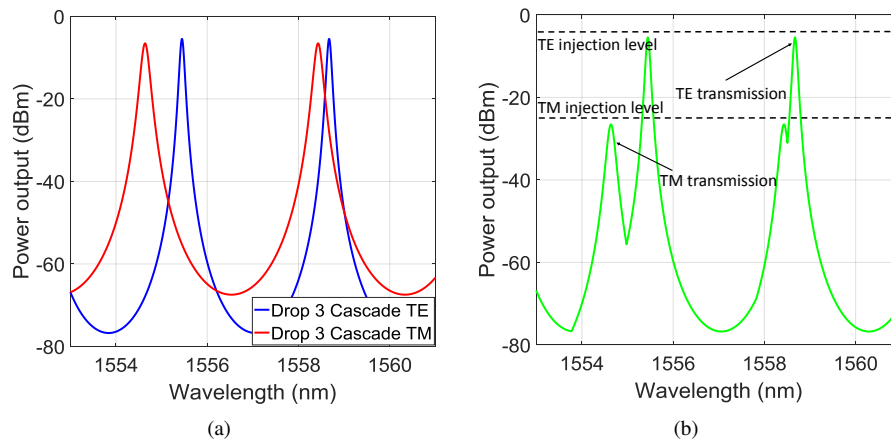 0
-20
-40
-60
-80
Power output (dBm)
1554
1556
1558
1560
Wavelength (nm)
Drop 3 Cascade TE
Drop 3 Cascade TM
(a)
0
-20
-40
-60
-80
Power output (dBm)
TE injection level
TE transmission
TM injection level
TM transmission
1554
1556
1558
1560
Wavelength (nm)
(b)